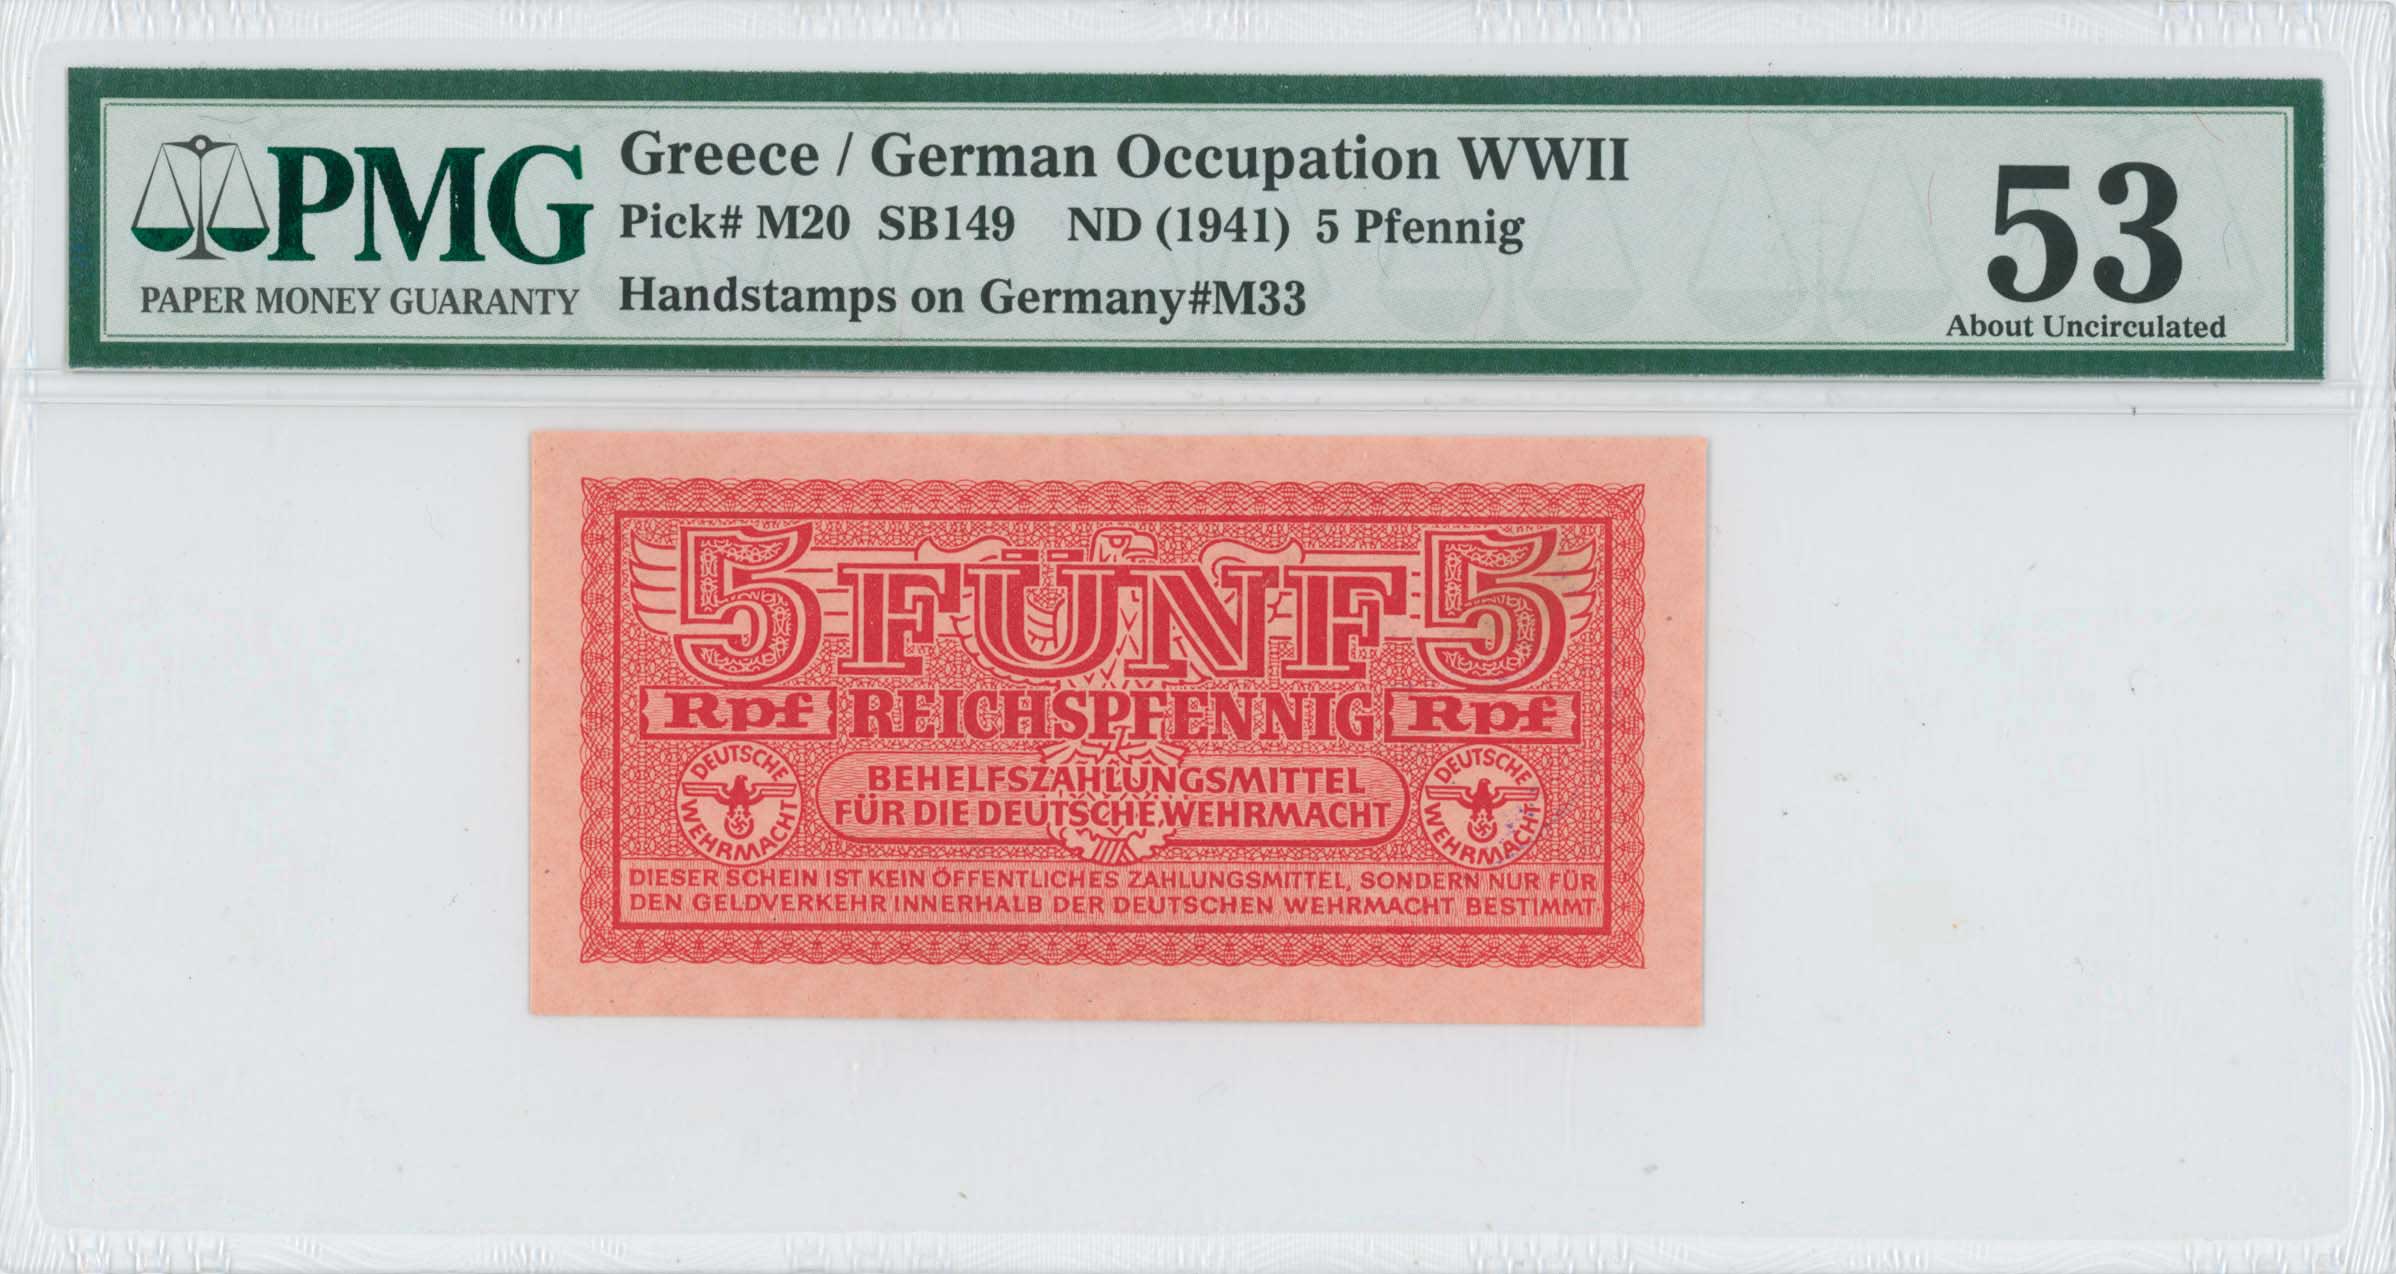 PMG
PAPER MONEY GUARANTY
Greece / German Occupation WWII
Pick# M20 SB149 ND (1941) 5 Pfennig
Handstamps on Germany#M33
53
About Uncirculated
5 FÜNF 5
Rpf REICHSPFENNIG Rpf
DEUTSCHE WEHRMACHT
BEHELFSZAHLUNGSMITTEL
FÜR DIE DEUTSCHE WEHRMACHT
DEUTSCHE WEHRMACHT
DIESER SCHEIN IST KEIN ÖFFENTLICHES ZAHLUNGSMITTEL, SONDERN NUR FÜR
DEN GELDVERKEHR INNERHALB DER DEUTSCHEN WEHRMACHT BESTIMMT